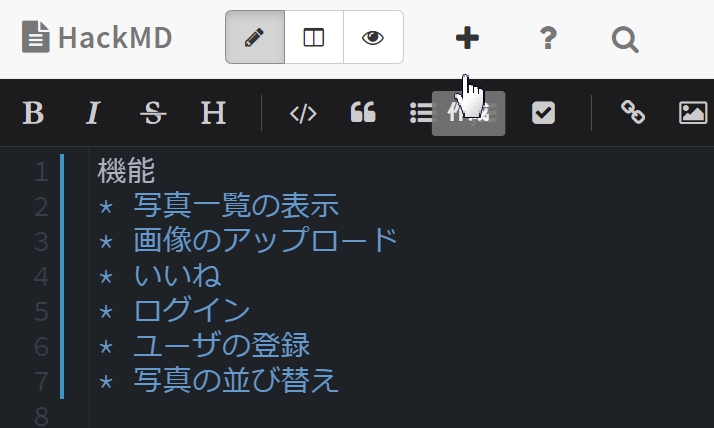 HackMD
?
B I S H </>
作成
1 機能
2 * 写真一覧の表示
3 * 画像のアップロード
4 * いいね
5 * ログイン
6 * ユーザの登録
7 * 写真の並び替え
8